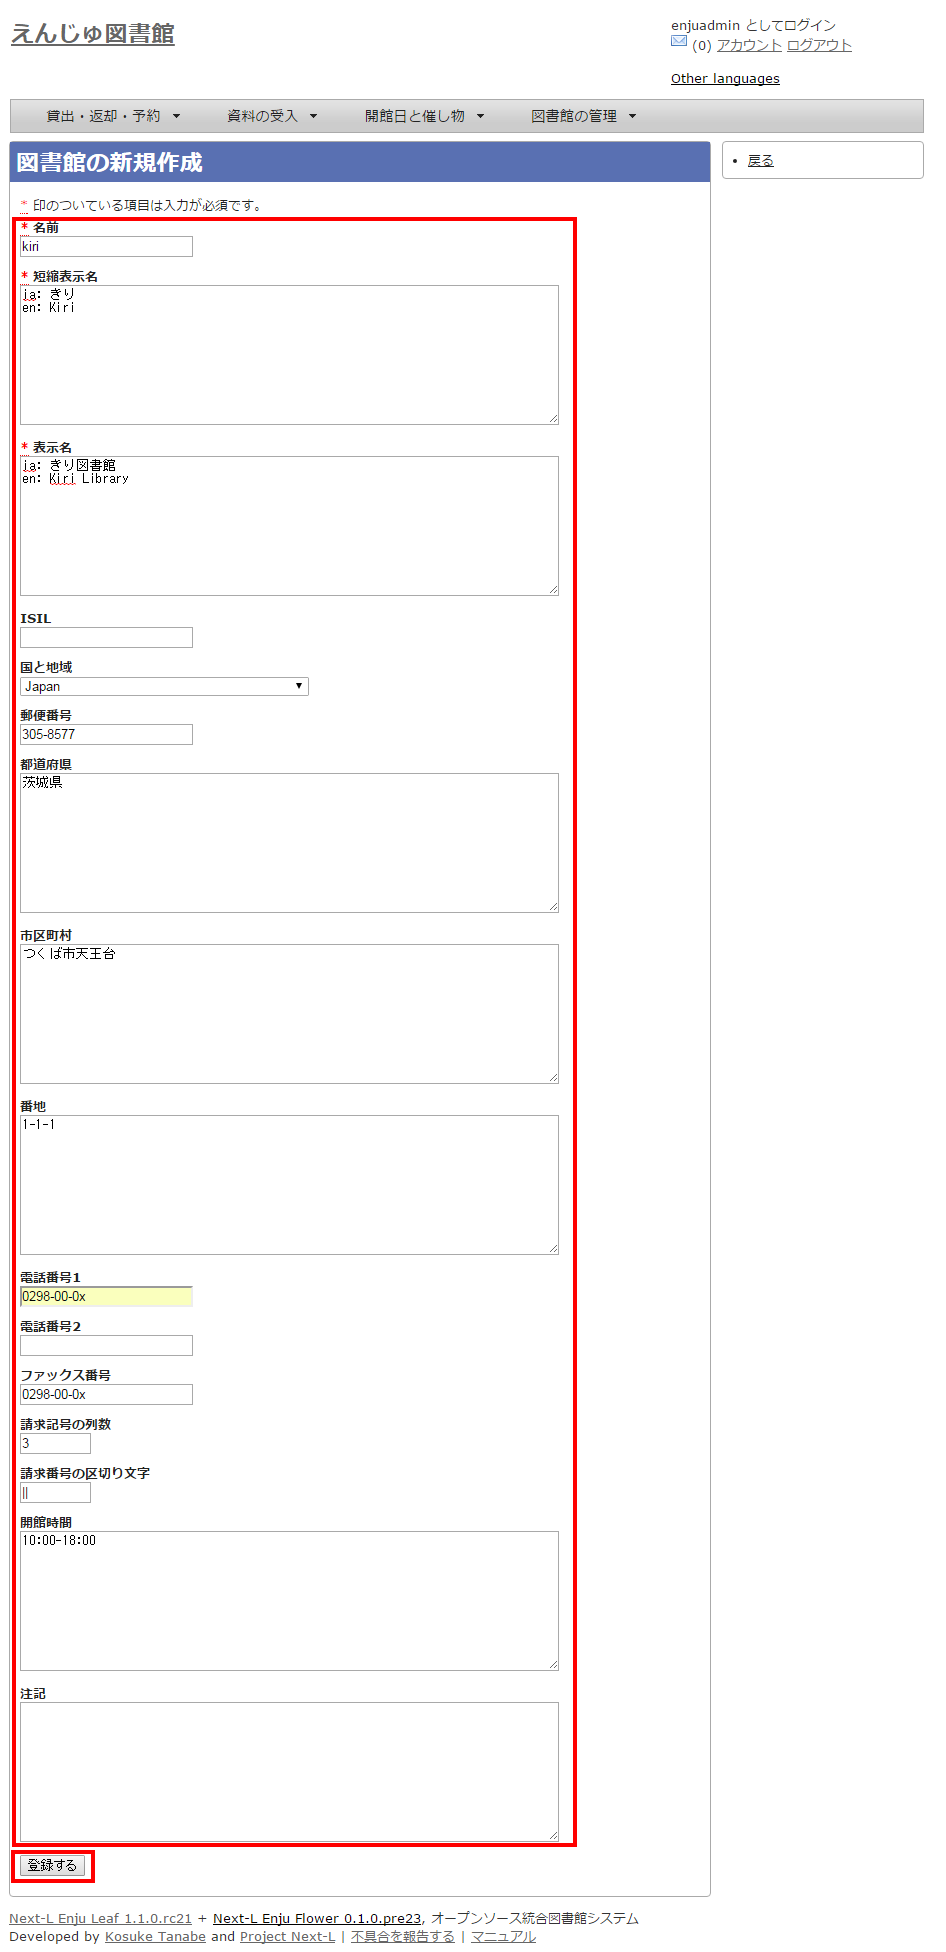 えんじゅ図書館
enjuadmin としてログイン
(0) アカウント ログアウト
Other languages
貸出・返却・予約 ▼ 資料の受入 ▼ 開館日と催し物 ▼ 図書館の管理 ▼
図書館の新規作成
• 戻る
* 印のついている項目は入力が必須です。
* 名前
kiri
* 短縮表示名
ja: きり
en: Kiri
* 表示名
ja: きり図書館
en: Kiri Library
ISIL
国と地域
Japan ▼
郵便番号
305-8577
都道府県
茨城県
市区町村
つくば市天王台
番地
1-1-1
電話番号1
0298-00-0x
電話番号2
ファックス番号
0298-00-0x
請求記号の列数
3
請求番号の区切り文字
||
開館時間
10:00-18:00
注記
登録する
Next-L Enju Leaf 1.1.0.rc21 + Next-L Enju Flower 0.1.0.pre23, オープンソース統合図書館システム
Developed by Kosuke Tanabe and Project Next-L | 不具合を報告する | マニュアル